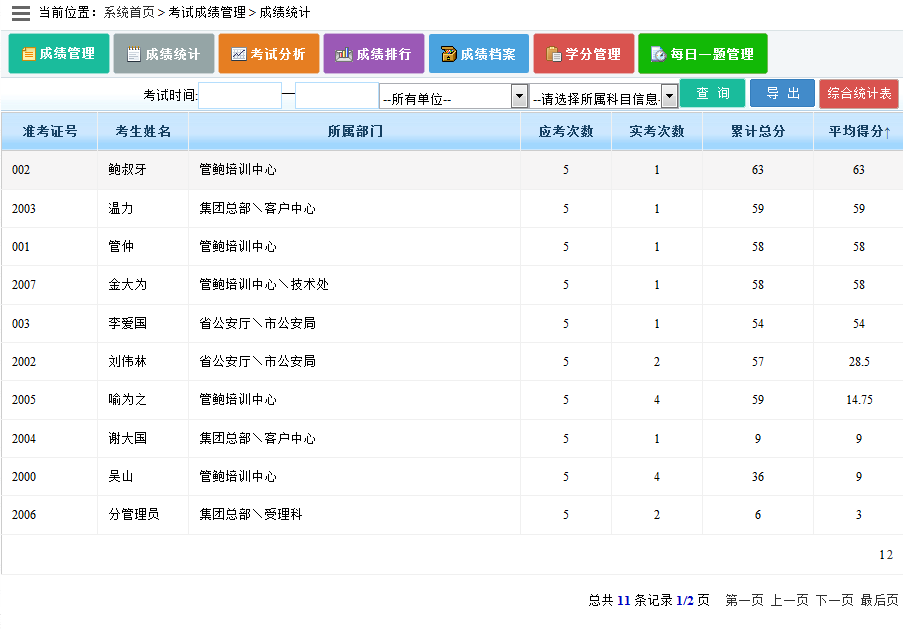 当前位置：系统首页 > 考试成绩管理 > 成绩统计
成绩管理 成绩统计 考试分析 成绩排行 成绩档案 学分管理 每日一题管理
考试时间: — --所有单位-- --请选择所属科目信息- 查 询 导 出 综合统计表
准考证号 考生姓名 所属部门 应考次数 实考次数 累计总分 平均得分↑
002 鲍叔牙 管鲍培训中心 5 1 63 63
2003 温力 集团总部＼客户中心 5 1 59 59
001 管仲 管鲍培训中心 5 1 58 58
2007 金大为 管鲍培训中心＼技术处 5 1 58 58
003 李爱国 省公安厅＼市公安局 5 1 54 54
2002 刘伟林 省公安厅＼市公安局 5 2 57 28.5
2005 喻为之 管鲍培训中心 5 4 59 14.75
2004 谢大国 集团总部＼客户中心 5 1 9 9
2000 吴山 管鲍培训中心 5 4 36 9
2006 分管理员 集团总部＼受理科 5 2 6 3
1 2
总共 11 条记录 1/2 页 第一页 上一页 下一页 最后页